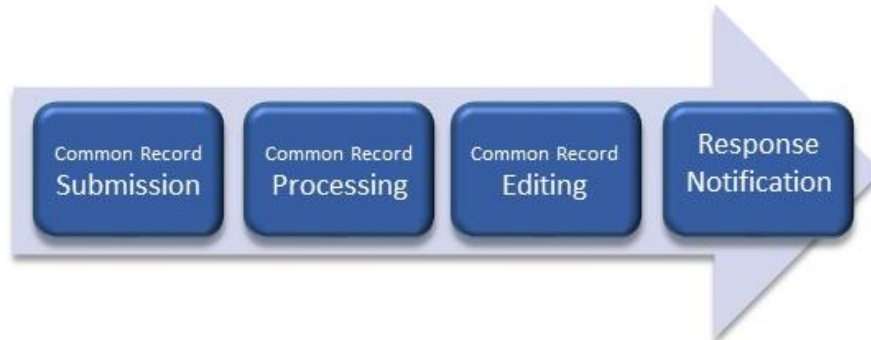 Common Record
Submission
Common Record
Processing
Common Record
Editing
Response
Notification